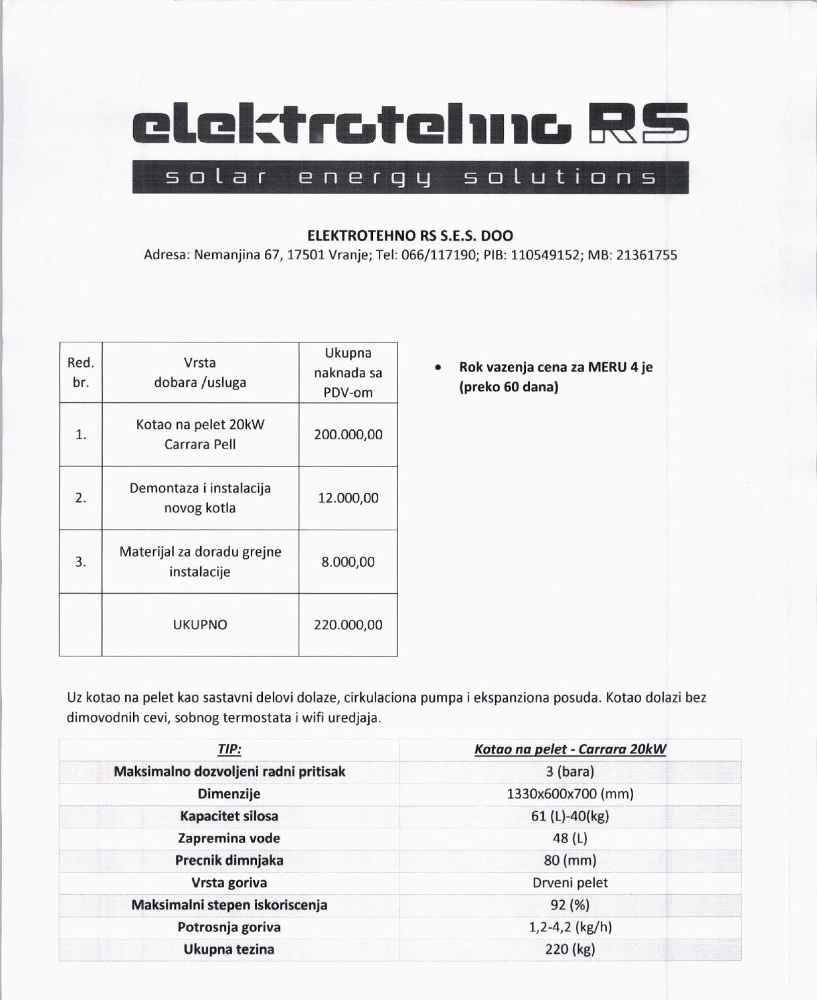 elektrotehno RS
solar energy solutions
ELEKTROTEHNO RS S.E.S. DOO
Adresa: Nemanjina 67, 17501 Vranje; Tel: 066/117190; PIB: 110549152; MB: 21361755
Red. br.
Vrsta
dobara /usluga
Ukupna
naknada sa
PDV-om
1.
Kotao na pelet 20kW
Carrara Pell
200.000,00
2.
Demontaza i instalacija
novog kotla
12.000,00
3.
Materijal za doradu grejne
instalacije
8.000,00
UKUPNO
220.000,00
• Rok vazenja cena za MERU 4 je
(preko 60 dana)
Uz kotao na pelet kao sastavni delovi dolaze, cirkulaciona pumpa i ekspanziona posuda. Kotao dolazi bez
dimovodnih cevi, sobnog termostata i wifi uredjaja.
TIP: Kotao na pelet - Carrara 20kW
Maksimalno dozvoljeni radni pritisak 3 (bara)
Dimenzije 1330x600x700 (mm)
Kapacitet silosa 61 (L)-40(kg)
Zapremina vode 48 (L)
Precnik dimnjaka 80 (mm)
Vrsta goriva Drveni pelet
Maksimalni stepen iskoriscenja 92 (%)
Potrosnja goriva 1,2-4,2 (kg/h)
Ukupna tezina 220 (kg)